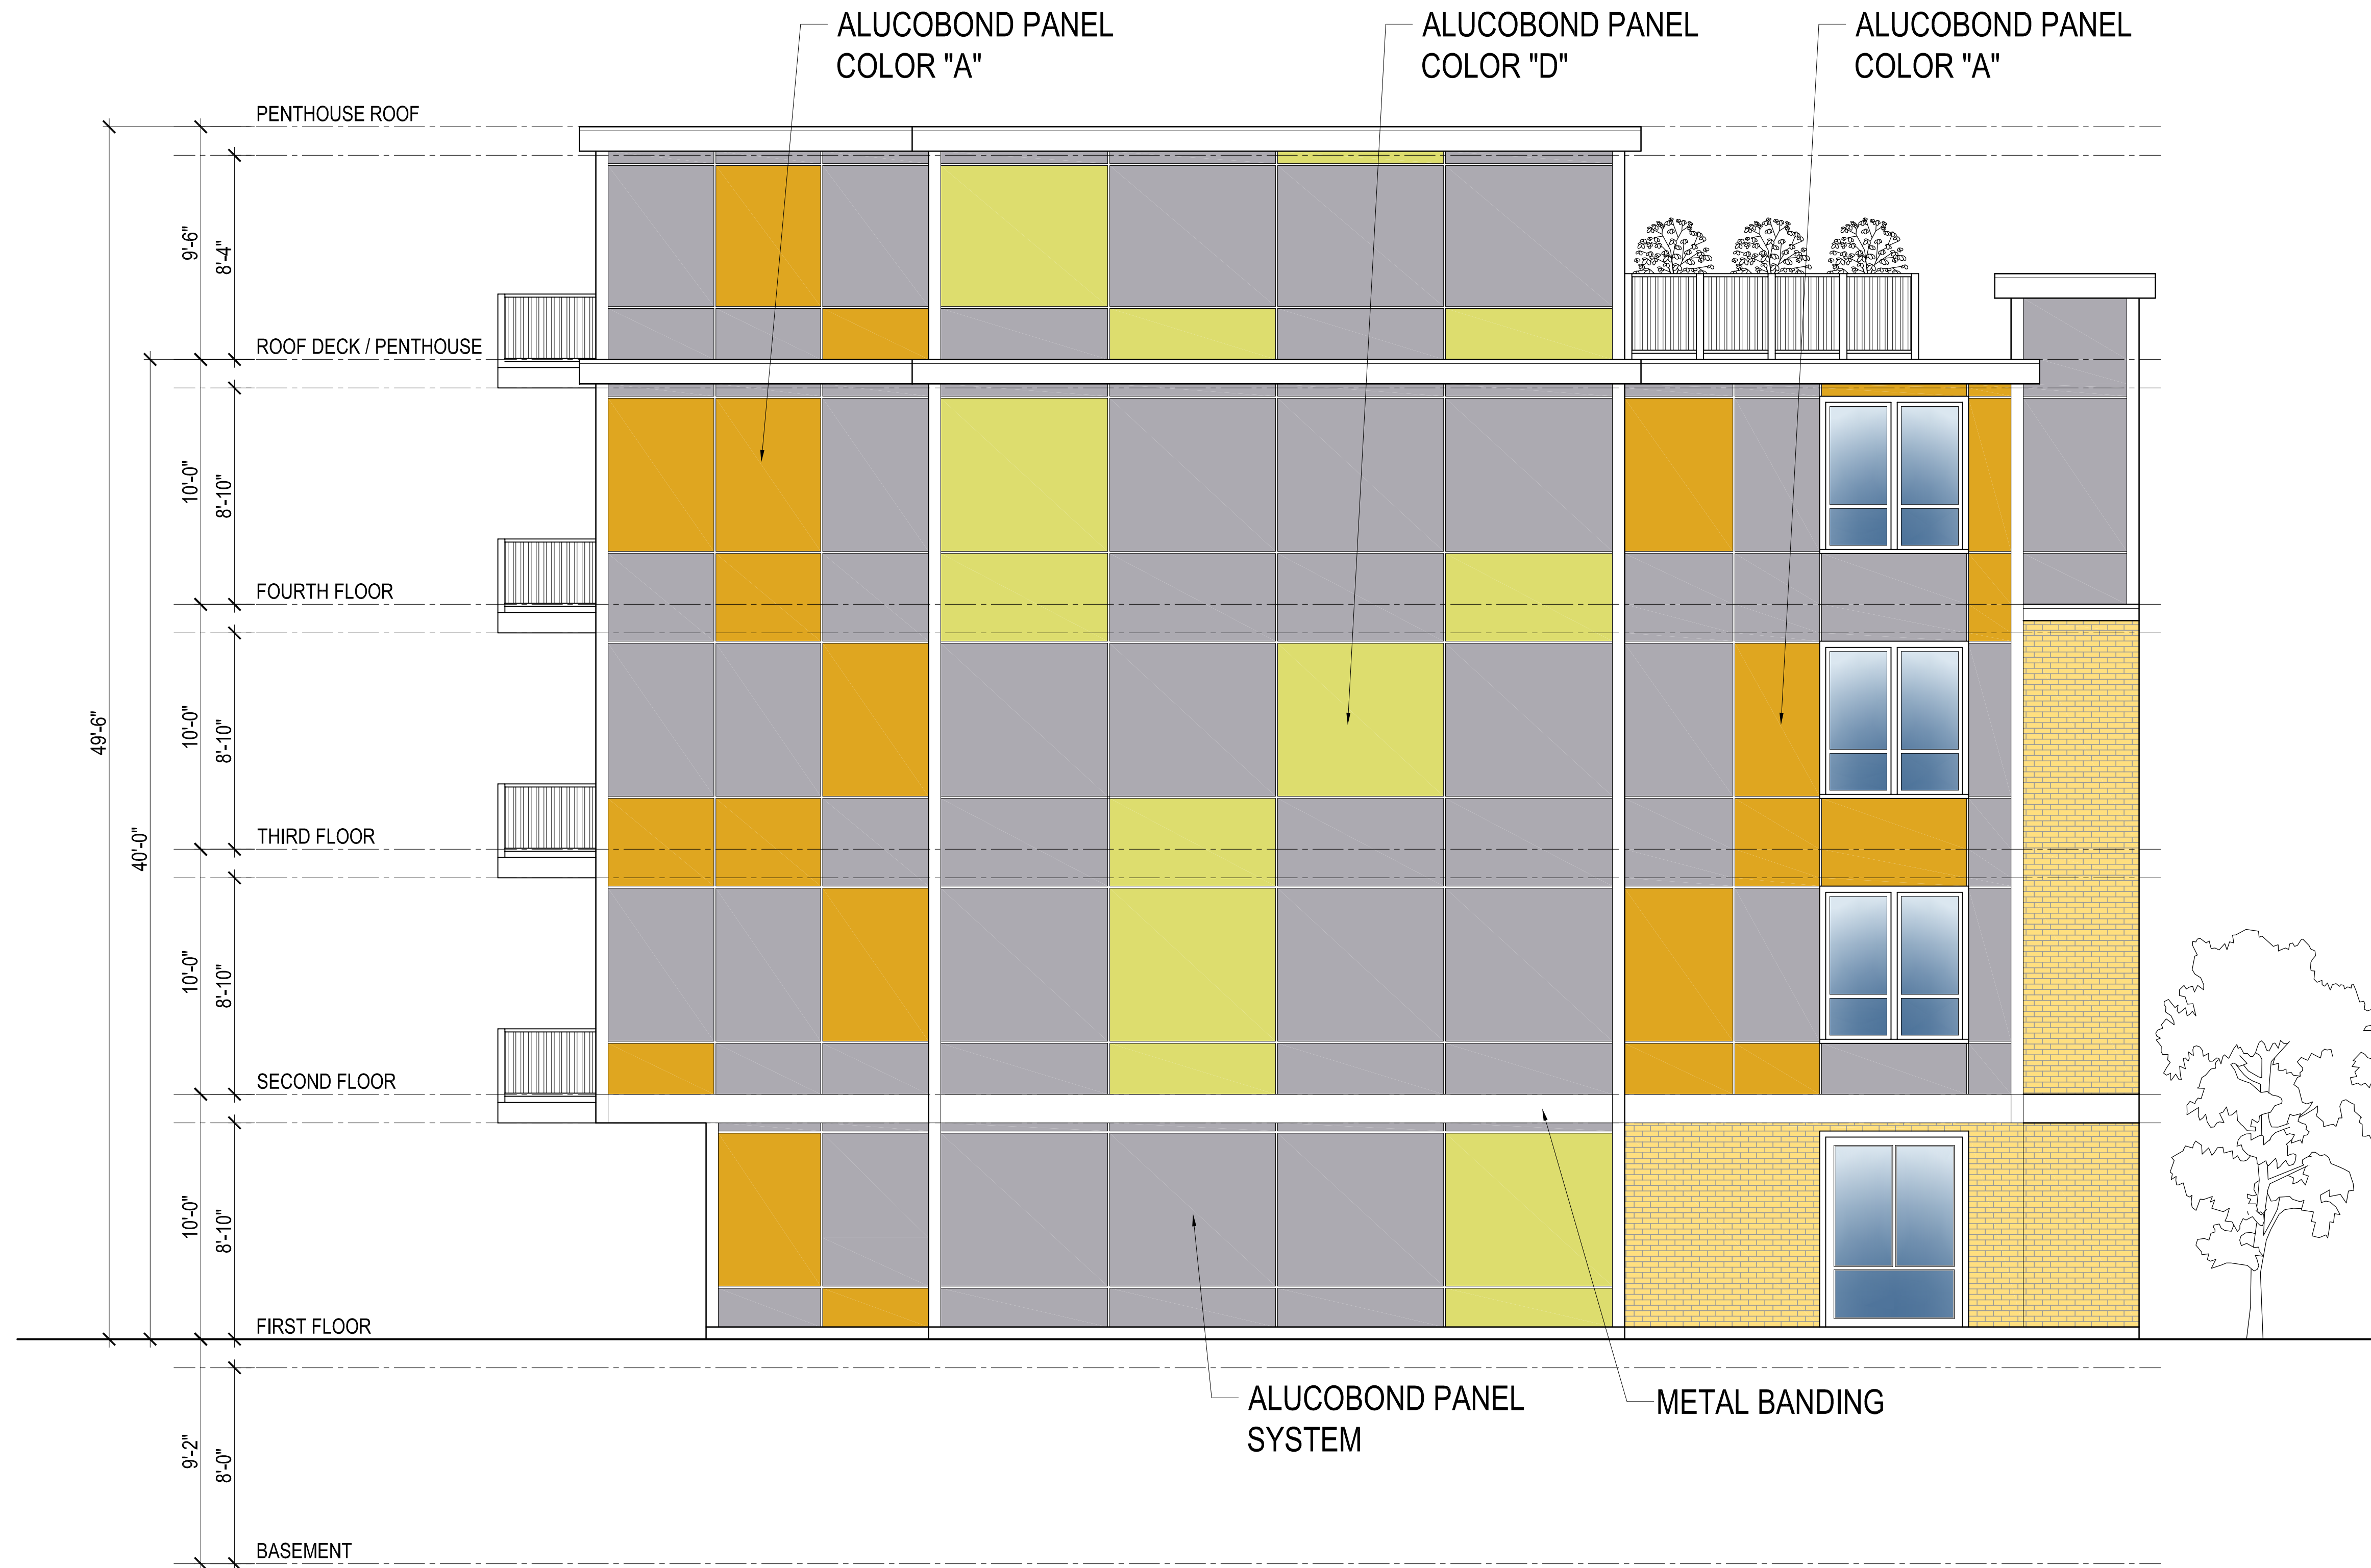 ALUCOBOND PANEL
COLOR "A"
ALUCOBOND PANEL
COLOR "D"
ALUCOBOND PANEL
COLOR "A"
PENTHOUSE ROOF
9'-6"
8'-4"
ROOF DECK / PENTHOUSE
10'-0"
8'-10"
FOURTH FLOOR
49'-6"
10'-0"
8'-10"
40'-0"
THIRD FLOOR
10'-0"
8'-10"
SECOND FLOOR
10'-0"
8'-10"
FIRST FLOOR
ALUCOBOND PANEL
SYSTEM
METAL BANDING
9'-2"
8'-0"
BASEMENT